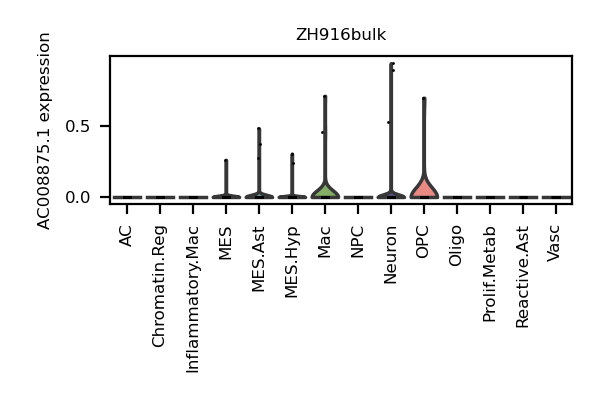 ZH916bulk
AC008875.1 expression
0.5
0.0
AC
Chromatin.Reg
Inflammatory.Mac
MES
MES.Ast
MES.Hyp
Mac
NPC
Neuron
OPC
Oligo
Prolif.Metab
Reactive.Ast
Vasc